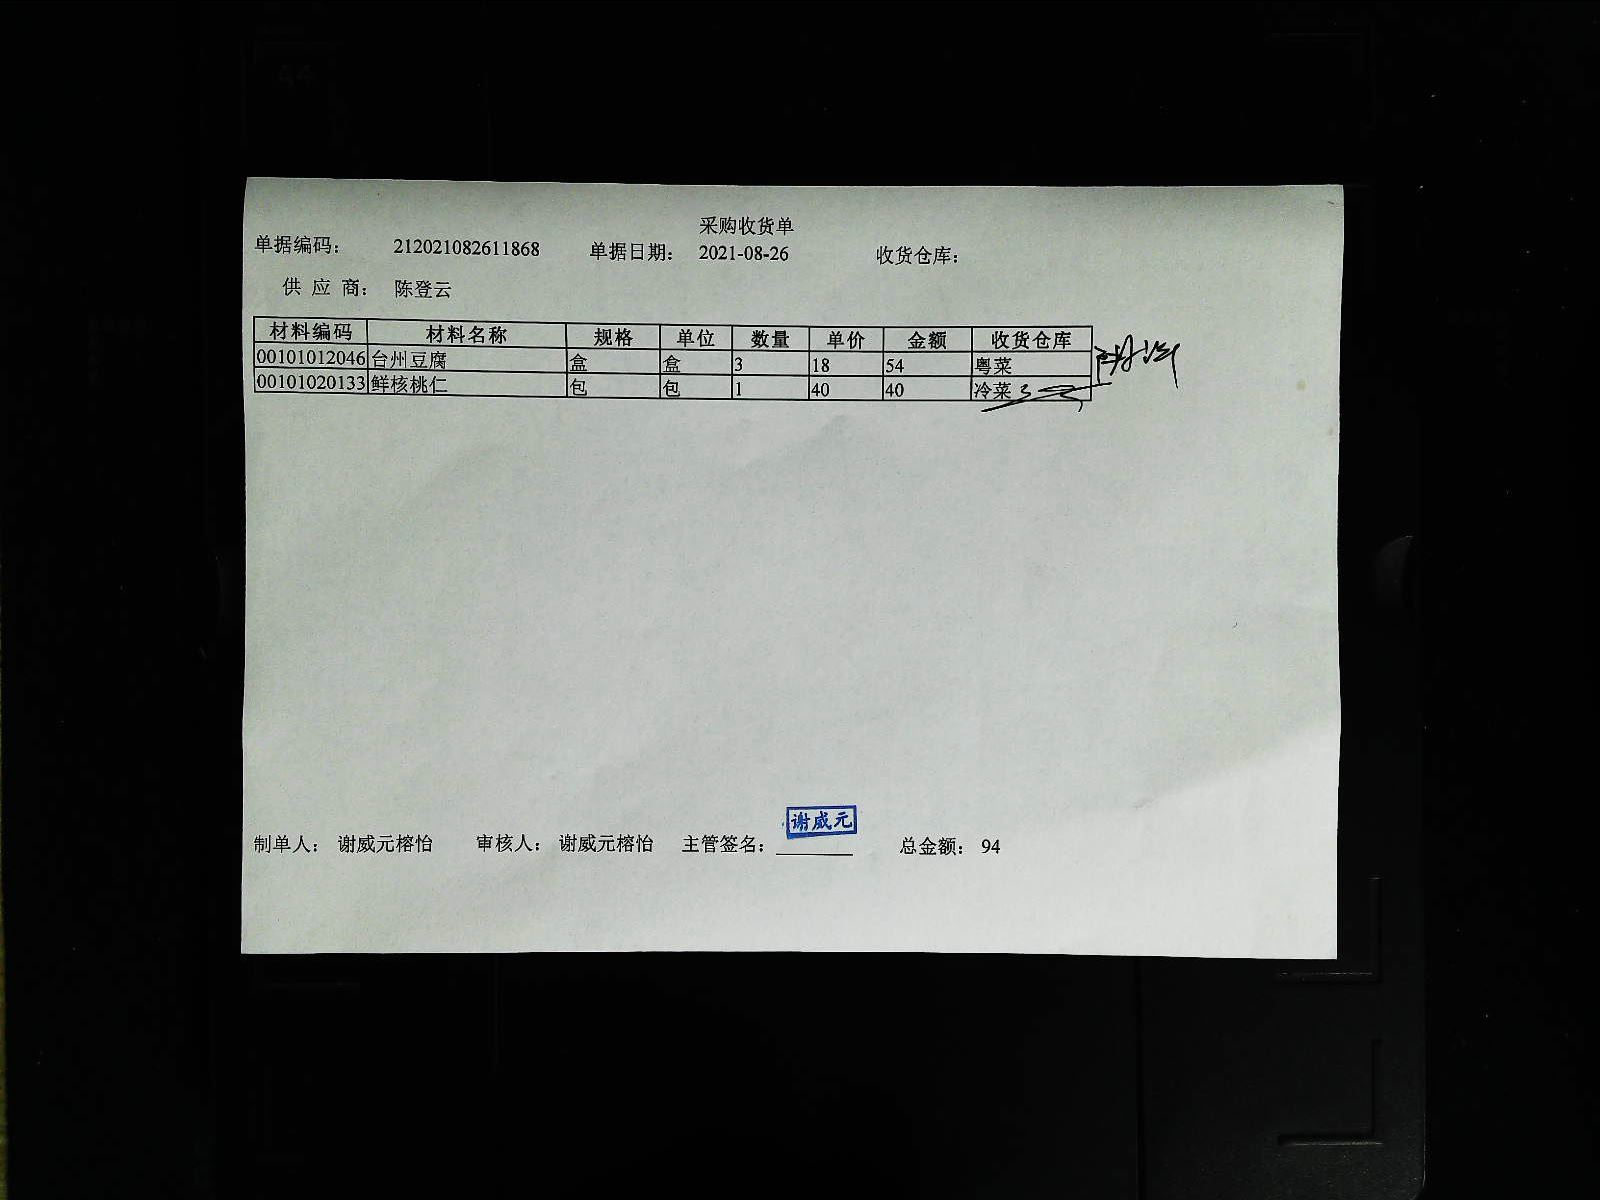 采购收货单
单据编码： 212021082611868 单据日期： 2021-08-26 收货仓库：
供 应 商： 陈登云
材料编码 材料名称 规格 单位 数量 单价 金额 收货仓库
00101012046 台州豆腐 盒 盒 3 18 54 粤菜
00101020133 鲜核桃仁 包 包 1 40 40 冷菜
谢威元
制单人： 谢威元榕怡 审核人： 谢威元榕怡 主管签名： 总金额： 94